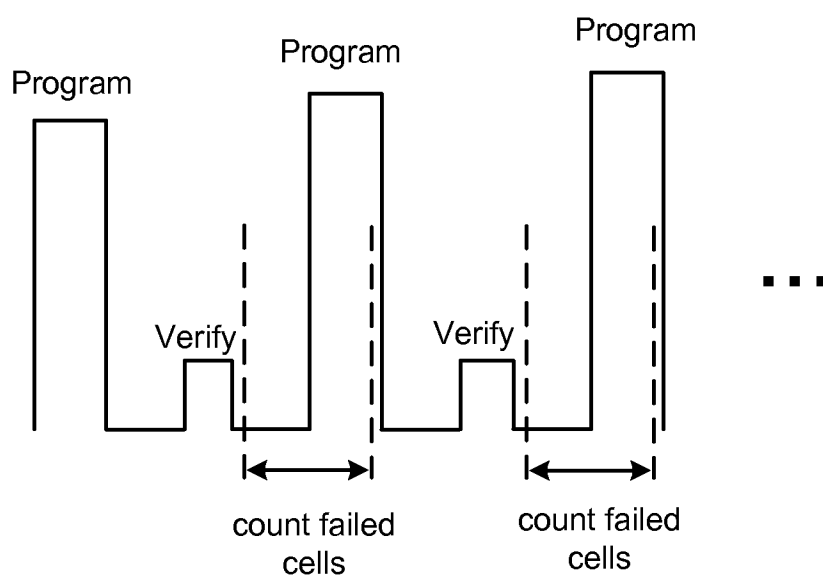 Program
Program
Program
Verify
Verify
count failed
cells
count failed
cells
...